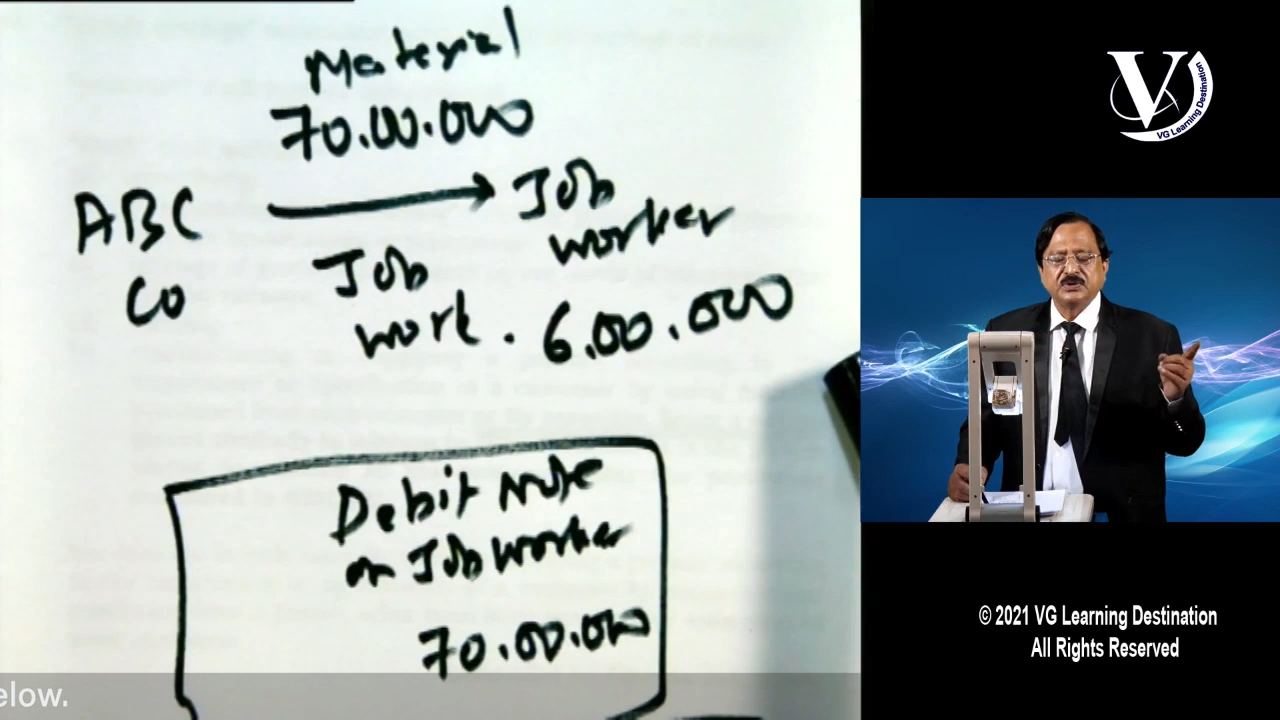 Material
70.00.000
ABC
Co
Job
worker
Job
work . 6.00.000
Debit note
on Job worker
70.00.000
elow.
V
VG Learning Destination
© 2021 VG Learning Destination
All Rights Reserved